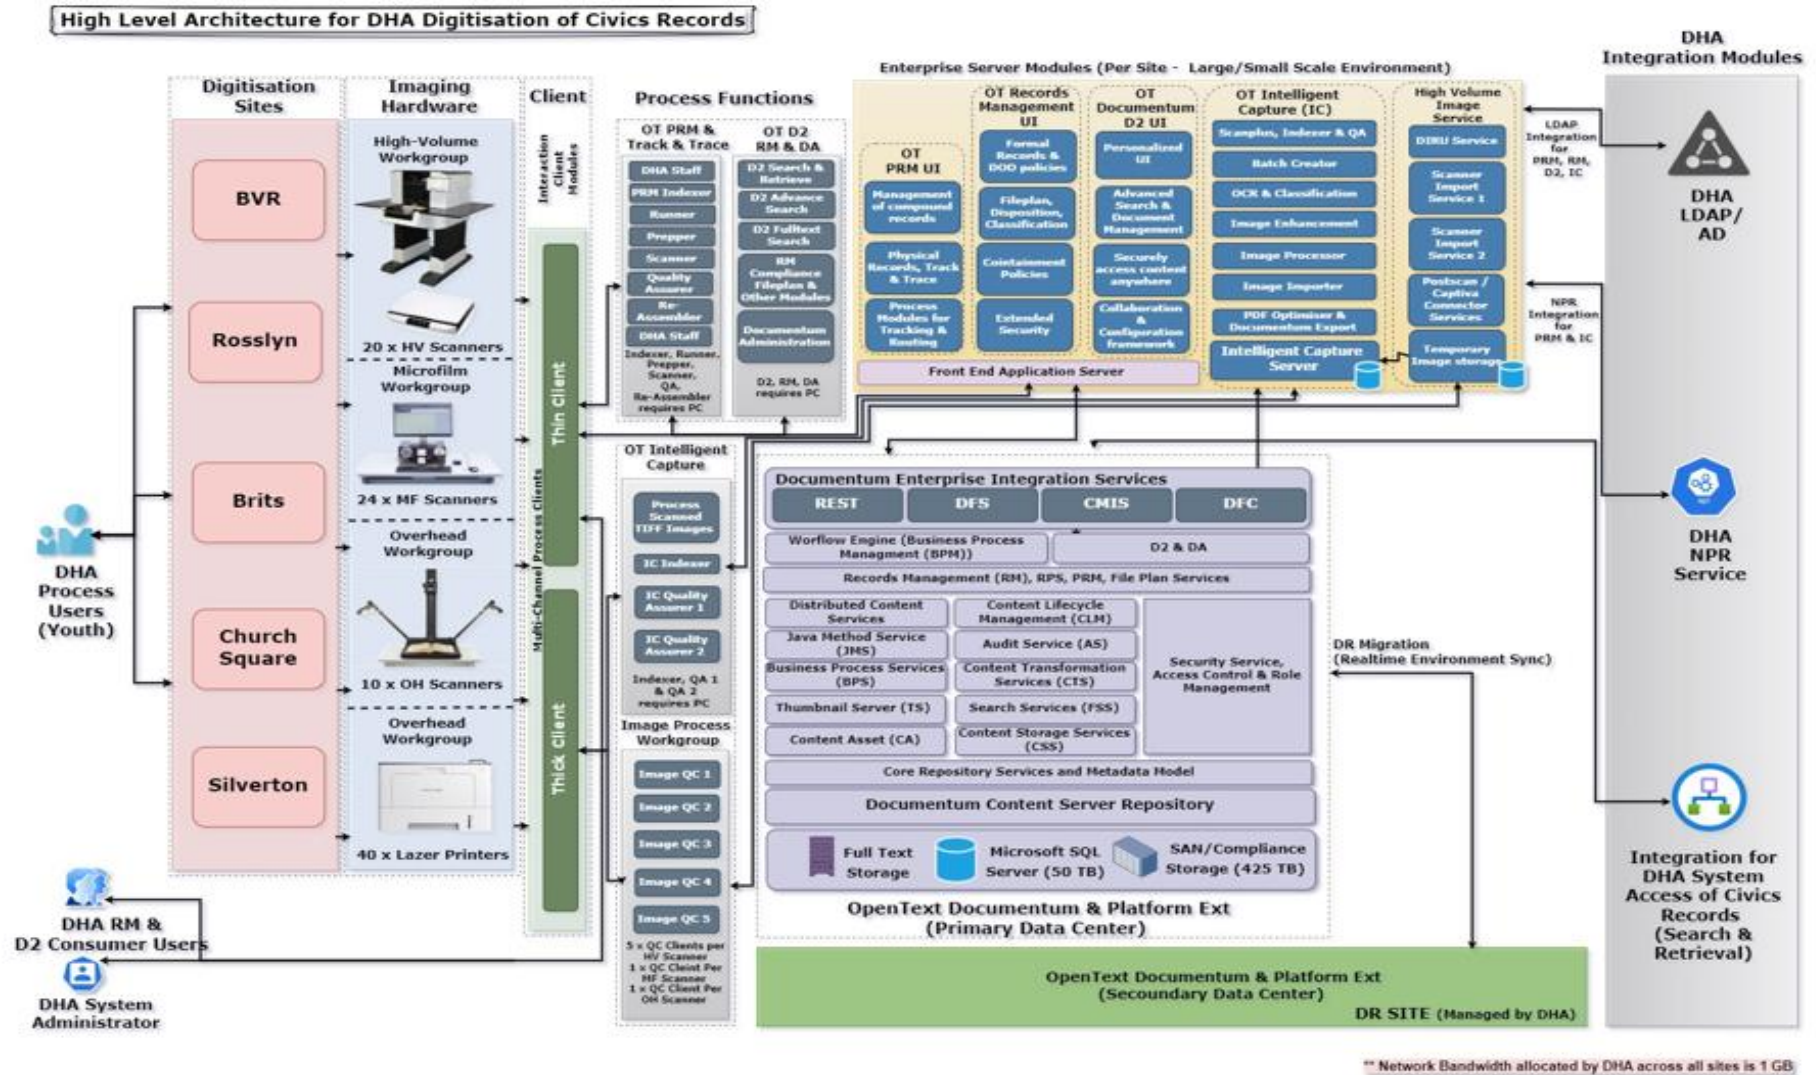 High Level Architecture for DHA Digitisation of Civics Records
DHA
Process
Users
(Youth)
DHA RM &
D2 Consumer Users
DHA System
Administrator
Digitisation
Sites
BVR
Rosslyn
Brits
Church
Square
Silverton
Imaging
Hardware
High-Volume
Workgroup
20 x HV Scanners
Microfilm
Workgroup
24 x MF Scanners
Overhead
Workgroup
10 x OH Scanners
Overhead
Workgroup
40 x Lazer Printers
Client
Interaction
Client
Modules
Multi-Channel Process Clients
Thin Client
Thick Client
Process Functions
OT PRM &
Track & Trace
DHA Staff
PRM Indexer
Runner
Prepper
Scanner
Quality
Assurer
Re-
Assembler
DHA Staff
Indexer, Runner,
Prepper,
Scanner,
QA,
Re-Assembler
requires PC
OT D2
RM & DA
D2 Search &
Retrieve
D2 Advance
Search
D2 Fulltext
Search
RM
Compliance
Fileplan &
Other Modules
Documentum
Administration
D2, RM, DA
requires PC
OT Intelligent
Capture
Process
Scanned
TIFF Images
IC Indexer
IC Quality
Assurer 1
IC Quality
Assurer 2
Indexer, QA 1
& QA 2
requires PC
Image Process
Workgroup
Image QC 1
Image QC 2
Image QC 3
Image QC 4
Image QC 5
5 x QC Clients per
HV Scanner
1 x QC Cleint Per
MF Scanner
1 x QC Client Per
OH Scanner
Enterprise Server Modules (Per Site - Large/Small Scale Environment)
OT
PRM UI
Management
of compound
records
Physical
Records, Track
& Trace
Process
Modules for
Tracking &
Routing
OT Records
Management
UI
Formal
Records &
DOD policies
Fileplan,
Disposition,
Classification
Cointainment
Policies
Extended
Security
OT
Documentum
D2 UI
Personalized
UI
Advanced
Search &
Document
Management
Securely
access content
anywhere
Collaboration
&
Configuration
framework
Front End Application Server
OT Intelligent
Capture (IC)
Scanplus, Indexer & QA
Batch Creator
OCR & Classification
Image Enhancement
Image Processor
Image Importer
PDF Optimiser &
Documentum Export
Intelligent Capture
Server
High Volume
Image
Service
DIRU Service
Scanner
Import
Service 1
Scanner
Import
Service 2
Postscan /
Captiva
Connector
Services
Temporary
Image storage
Documentum Enterprise Integration Services
REST
DFS
CMIS
DFC
Worflow Engine (Business Process
Managment (BPM))
D2 & DA
Records Management (RM), RPS, PRM, File Plan Services
Distributed Content
Services
Content Lifecycle
Management (CLM)
Java Method Service
(JMS)
Audit Service (AS)
Business Process Services
(BPS)
Content Transformation
Services (CTS)
Thumbnail Server (TS)
Search Services (FSS)
Content Asset (CA)
Content Storage Services
(CSS)
Security Service,
Access Control & Role
Management
Core Repository Services and Metadata Model
Documentum Content Server Repository
Full Text
Storage
Microsoft SQL
Server (50 TB)
SAN/Compliance
Storage (425 TB)
OpenText Documentum & Platform Ext
(Primary Data Center)
OpenText Documentum & Platform Ext
(Secoundary Data Center)
DR SITE (Managed by DHA)
DR Migration
(Realtime Environment Sync)
LDAP
Integration
for
PRM, RM,
D2, IC
NPR
Integration
for
PRM & IC
DHA
Integration Modules
DHA
LDAP/
AD
DHA
NPR
Service
Integration for
DHA System
Access of Civics
Records
(Search &
Retrieval)
** Network Bandwidth allocated by DHA across all sites is 1 GB